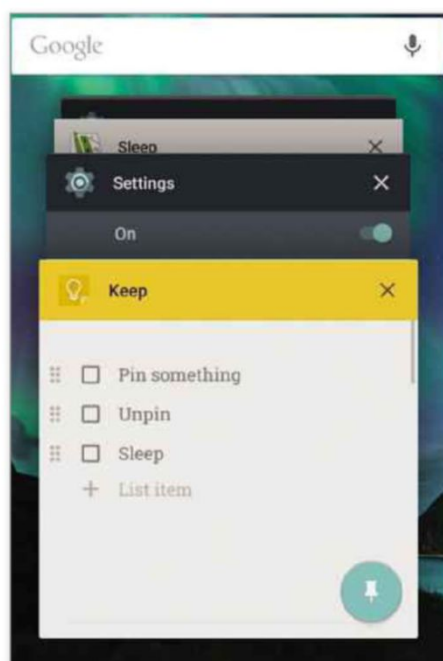 Google
Sleep
Settings
On
Keep
Pin something
Unpin
Sleep
List item